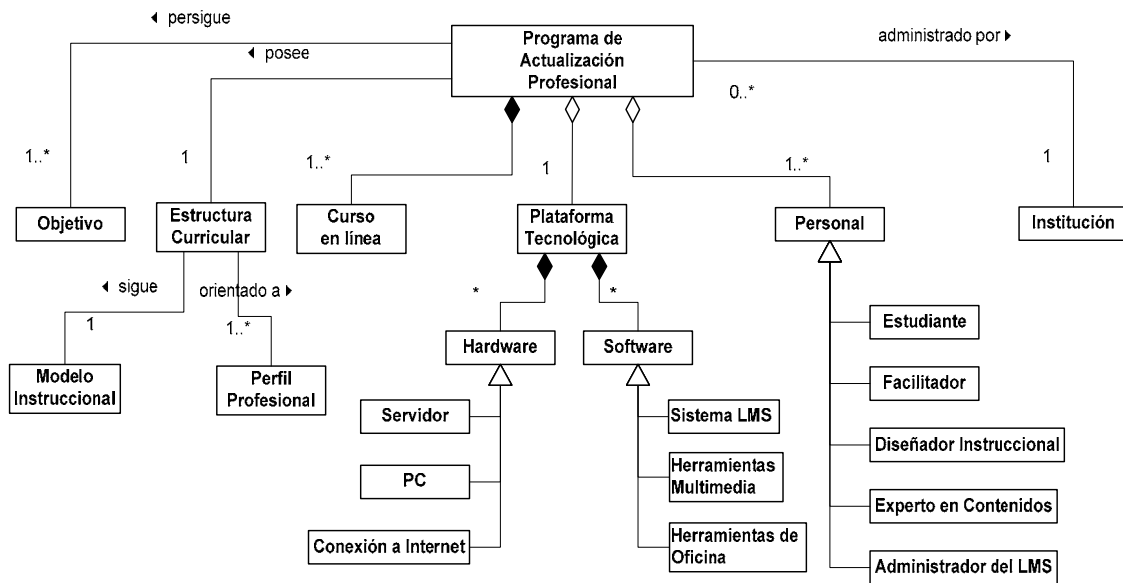 ◄ persigue
◄ posee
Programa de
Actualización
Profesional
administrado por ►
0..*
1..*
1
1..*
1
1..*
1
Objetivo
Estructura
Curricular
Curso
en línea
Plataforma
Tecnológica
Personal
Institución
◄ sigue
orientado a ►
*
*
1
1..*
Estudiante
Hardware
Software
Modelo
Instruccional
Perfil
Profesional
Facilitador
Servidor
Sistema LMS
Diseñador Instruccional
PC
Herramientas
Multimedia
Experto en Contenidos
Conexión a Internet
Herramientas de
Oficina
Administrador del LMS